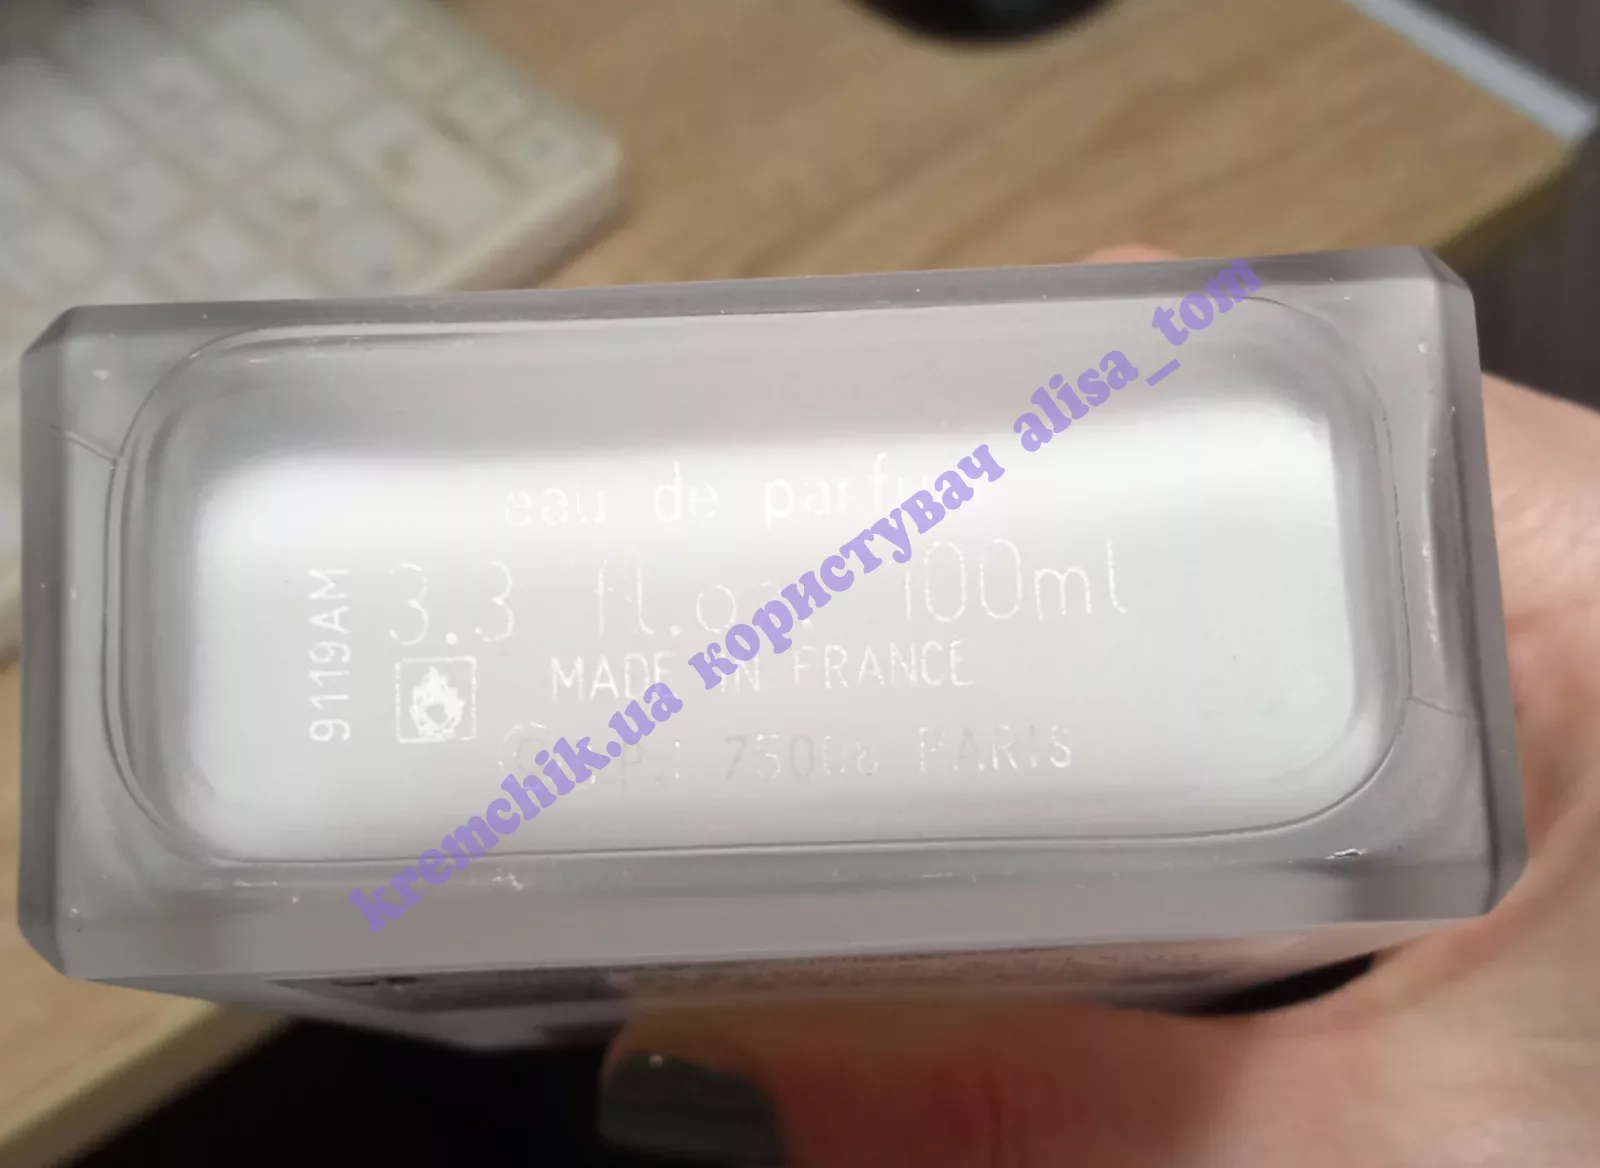 eau de parfum
3.3 fl.oz. 100ml
MADE IN FRANCE
75008 PARIS
9119AM
kremchik.ua користувач alisa_tom